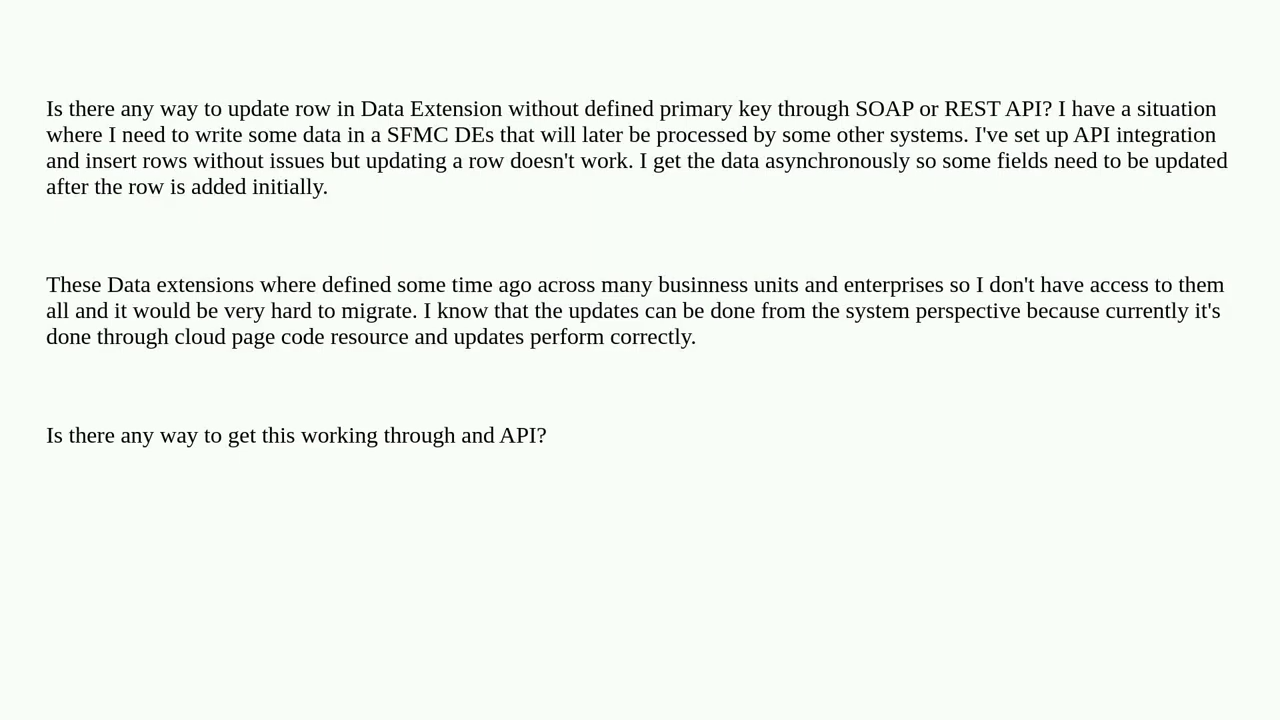 Is there any way to update row in Data Extension without defined primary key through SOAP or REST API? I have a situation
where I need to write some data in a SFMC DEs that will later be processed by some other systems. I've set up API integration
and insert rows without issues but updating a row doesn't work. I get the data asynchronously so some fields need to be updated
after the row is added initially.
These Data extensions where defined some time ago across many businness units and enterprises so I don't have access to them
all and it would be very hard to migrate. I know that the updates can be done from the system perspective because currently it's
done through cloud page code resource and updates perform correctly.
Is there any way to get this working through and API?